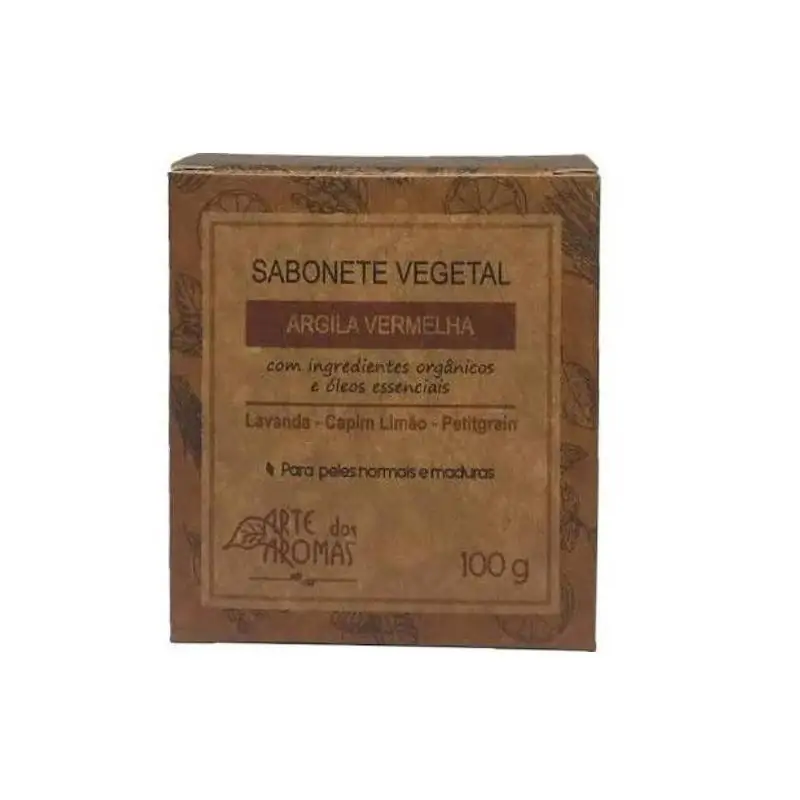 SABONETE VEGETAL
ARGILA VERMELHA
com ingredientes orgânicos
e óleos essenciais
Lavanda - Capim Limão - Petitgrain
Para peles normais e maduras
ARTE dos
AROMAS
100 g